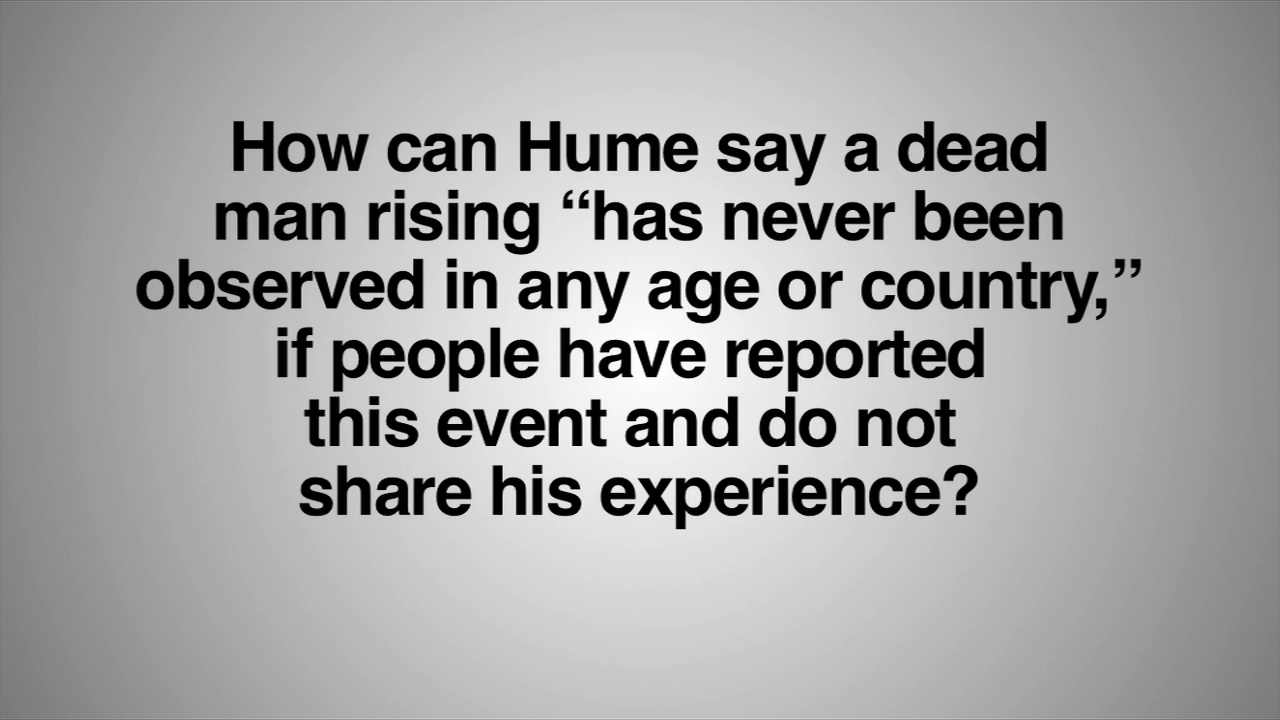 How can Hume say a dead
man rising “has never been
observed in any age or country,”
if people have reported
this event and do not
share his experience?